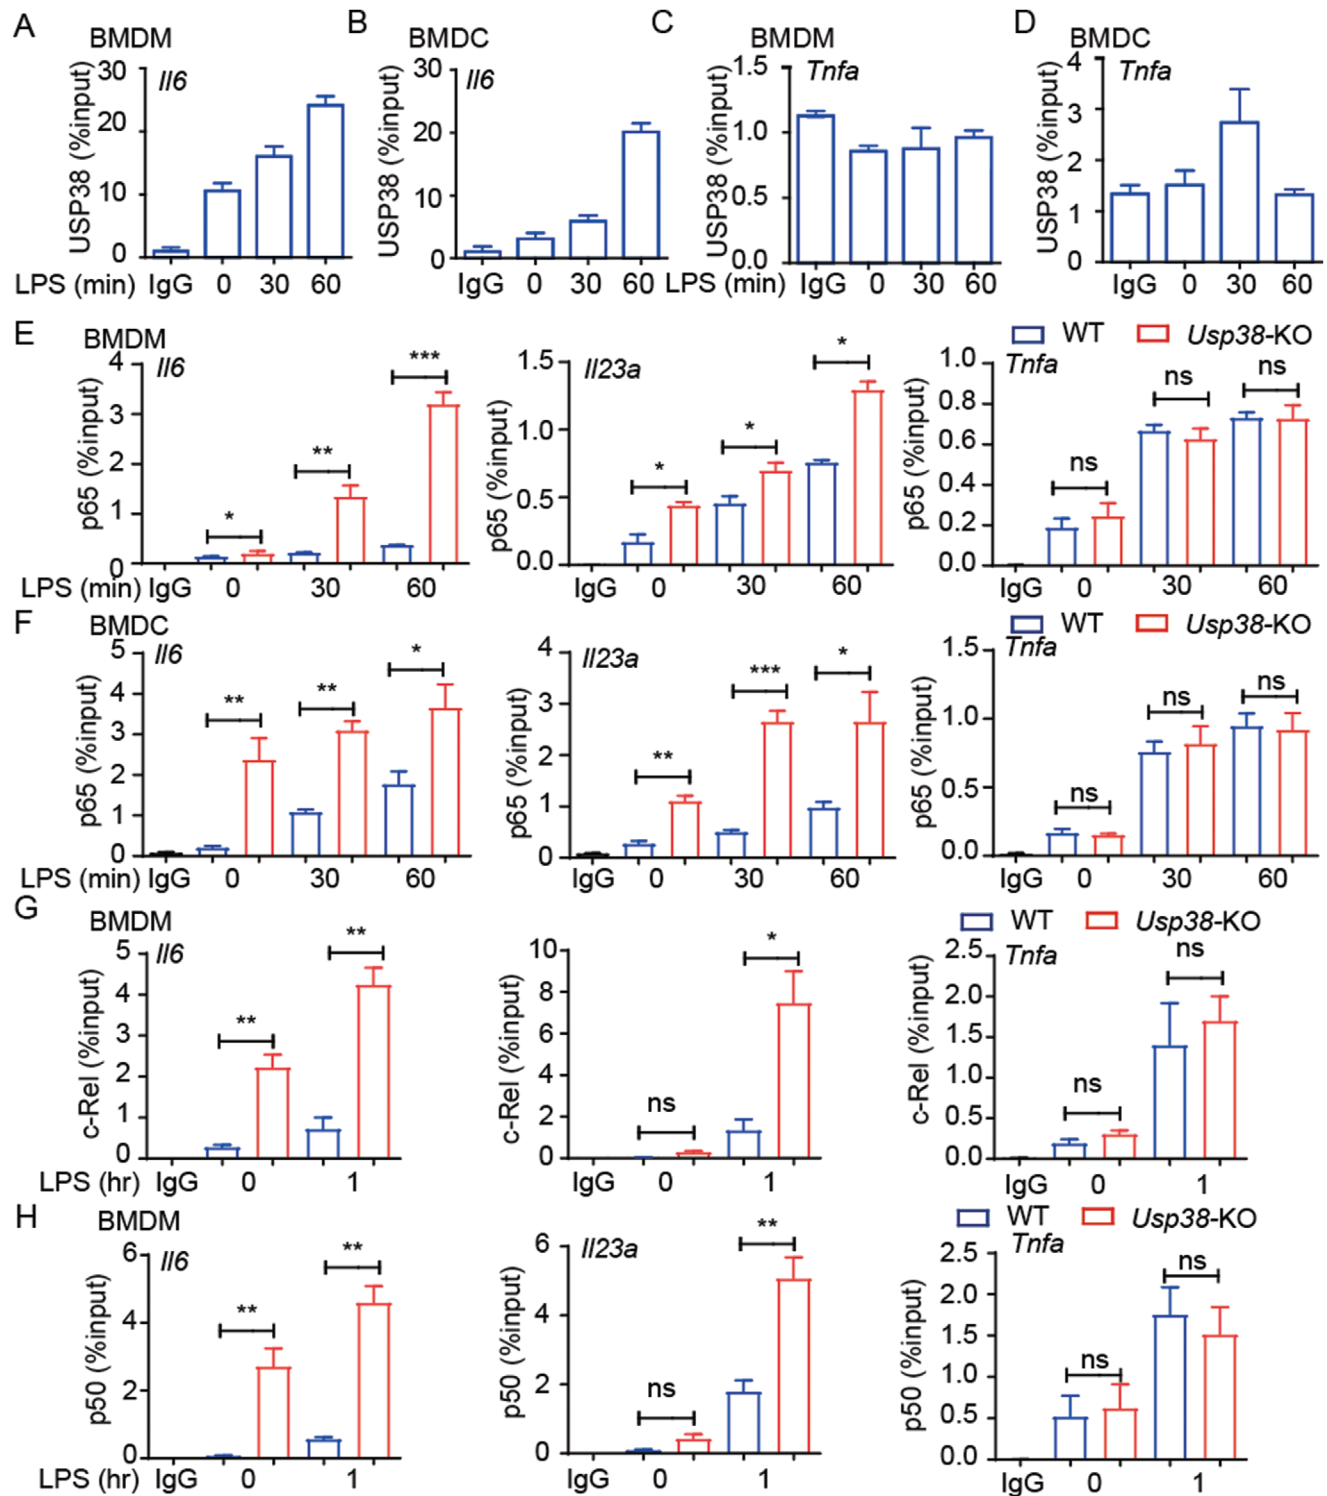 A BMDM B BMDC C BMDM D BMDC
Il6
USP38 (%input)
30
20
10
0
LPS (min) IgG 0 30 60
Il6
USP38 (%input)
30
20
10
0
IgG 0 30 60
Tnfa
USP38 (%input)
1.5
1.0
0.5
0.0
LPS (min) IgG 0 30 60
Tnfa
USP38 (%input)
4
3
2
1
0
IgG 0 30 60
E BMDM
WT Usp38-KO
Il6
p65 (%input)
4
3
2
1
0
* ** ***
LPS (min) IgG 0 30 60
Il23a
p65 (%input)
1.5
1.0
0.5
0.0
* * *
IgG 0 30 60
Tnfa
p65 (%input)
1.0
0.8
0.6
0.4
0.2
0.0
ns ns ns
IgG 0 30 60
F BMDC
WT Usp38-KO
Il6
p65 (%input)
5
4
3
2
1
0
** ** *
LPS (min) IgG 0 30 60
Il23a
p65 (%input)
4
3
2
1
0
** *** *
IgG 0 30 60
Tnfa
p65 (%input)
1.5
1.0
0.5
0.0
ns ns ns
IgG 0 30 60
G BMDM
WT Usp38-KO
Il6
c-Rel (%input)
5
4
3
2
1
0
** **
LPS (hr) IgG 0 1
c-Rel (%input)
10
8
6
4
2
0
ns *
IgG 0 1
Tnfa
c-Rel (%input)
2.5
2.0
1.5
1.0
0.5
0.0
ns ns
IgG 0 1
H BMDM
WT Usp38-KO
Il6
p50 (%input)
6
4
2
0
** **
LPS (hr) IgG 0 1
Il23a
p50 (%input)
6
4
2
0
ns **
IgG 0 1
Tnfa
p50 (%input)
2.5
2.0
1.5
1.0
0.5
0.0
ns ns
IgG 0 1